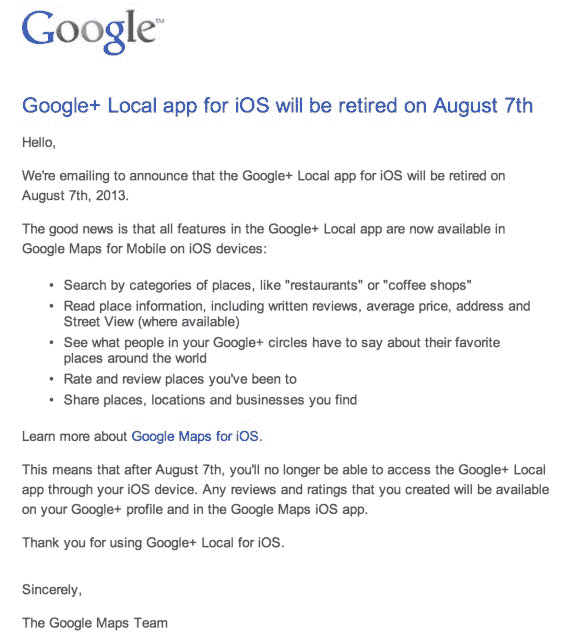 Google™
Google+ Local app for iOS will be retired on August 7th
Hello,
We're emailing to announce that the Google+ Local app for iOS will be retired on
August 7th, 2013.
The good news is that all features in the Google+ Local app are now available in
Google Maps for Mobile on iOS devices:
• Search by categories of places, like "restaurants" or "coffee shops"
• Read place information, including written reviews, average price, address and
Street View (where available)
• See what people in your Google+ circles have to say about their favorite
places around the world
• Rate and review places you've been to
• Share places, locations and businesses you find
Learn more about Google Maps for iOS.
This means that after August 7th, you'll no longer be able to access the Google+ Local
app through your iOS device. Any reviews and ratings that you created will be available
on your Google+ profile and in the Google Maps iOS app.
Thank you for using Google+ Local for iOS.
Sincerely,
The Google Maps Team